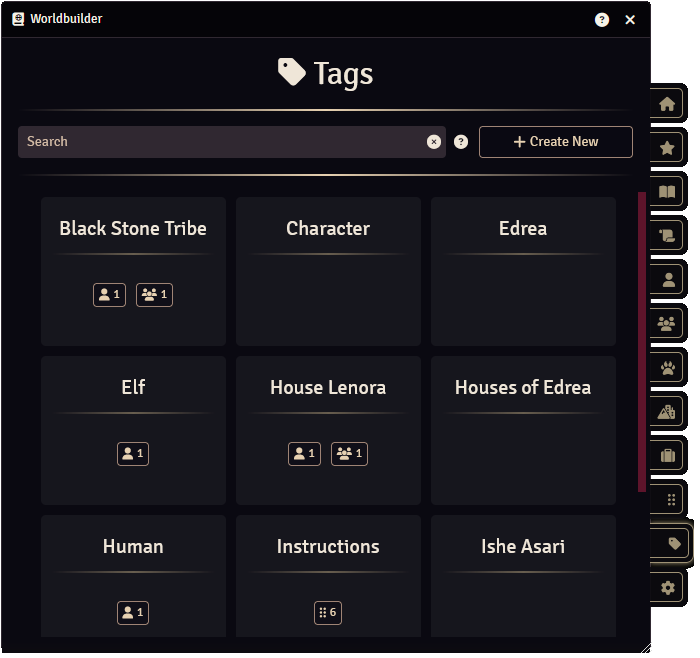 Worldbuilder
Tags
Search
Create New
Black Stone Tribe
Character
Edrea
1 1
Elf
House Lenora
Houses of Edrea
1
1 1
Human
Instructions
Ishe Asari
1
6